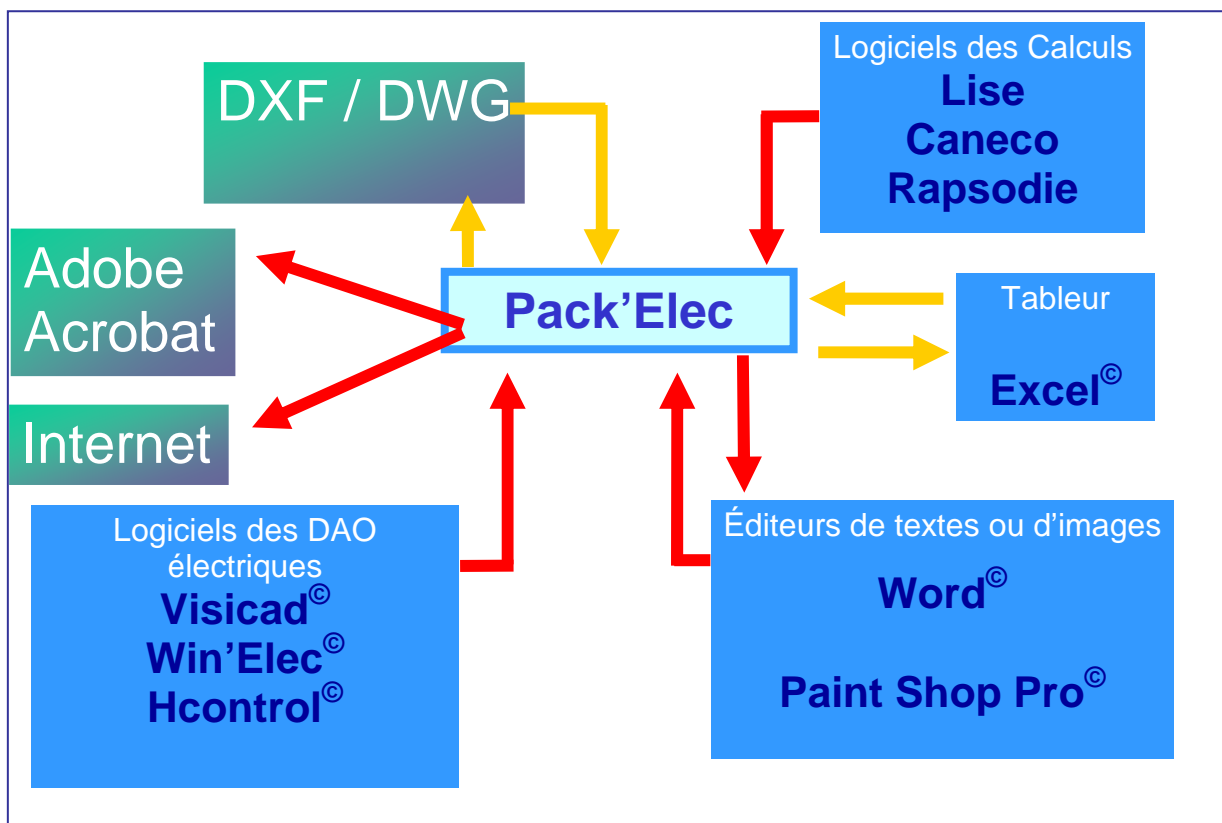 DXF / DWG
Logiciels des Calculs
Lise
Caneco
Rapsodie
Adobe
Acrobat
Pack’Elec
Tableur
Excel©
Internet
Logiciels des DAO
électriques
Visicad©
Win’Elec©
Hcontrol©
Éditeurs de textes ou d’images
Word©
Paint Shop Pro©